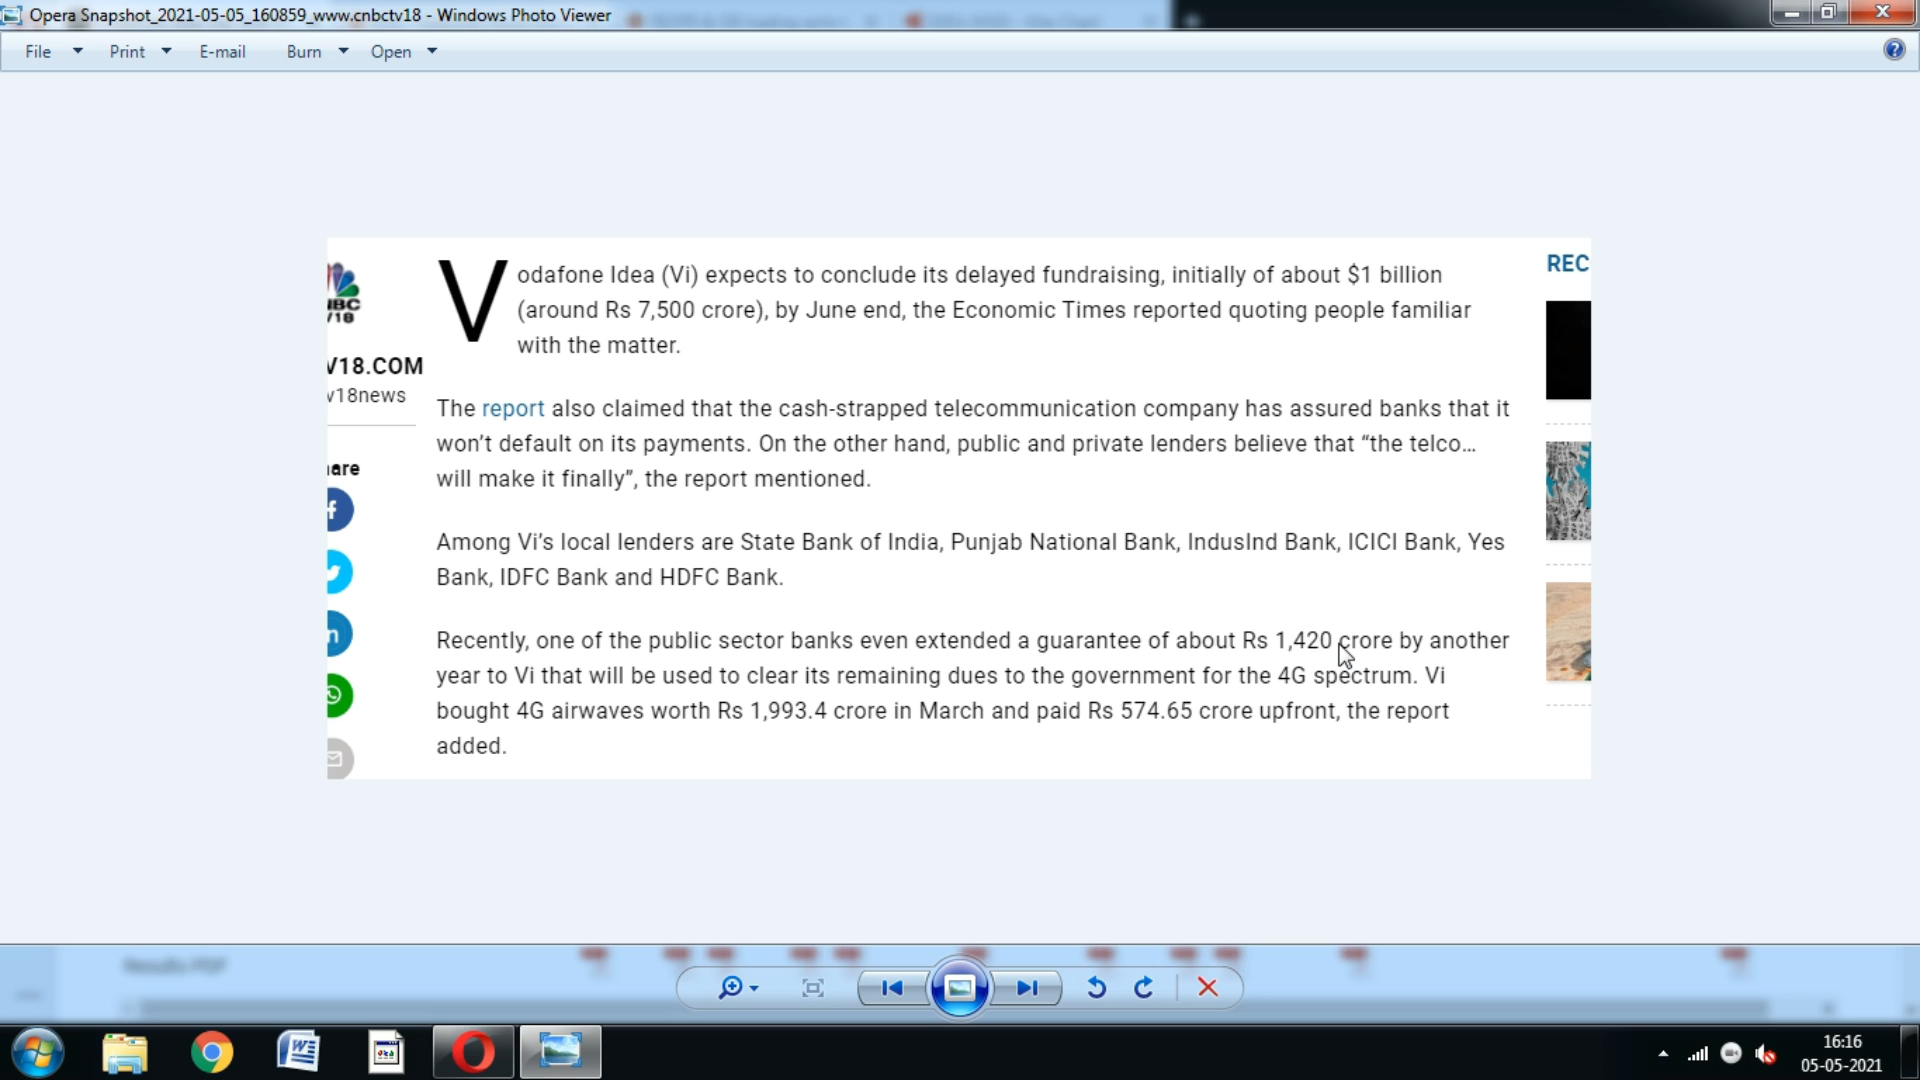 Opera Snapshot_2021-05-05_160859_www.cnbctv18 - Windows Photo Viewer
File Print E-mail Burn Open
REC
Vodafone Idea (Vi) expects to conclude its delayed fundraising, initially of about $1 billion
(around Rs 7,500 crore), by June end, the Economic Times reported quoting people familiar
with the matter.
NBC
V18
V18.COM
v18news
The report also claimed that the cash-strapped telecommunication company has assured banks that it
won’t default on its payments. On the other hand, public and private lenders believe that “the telco…
will make it finally”, the report mentioned.
are
Among Vi’s local lenders are State Bank of India, Punjab National Bank, IndusInd Bank, ICICI Bank, Yes
Bank, IDFC Bank and HDFC Bank.
Recently, one of the public sector banks even extended a guarantee of about Rs 1,420 crore by another
year to Vi that will be used to clear its remaining dues to the government for the 4G spectrum. Vi
bought 4G airwaves worth Rs 1,993.4 crore in March and paid Rs 574.65 crore upfront, the report
added.
Results PDF
16:16
05-05-2021